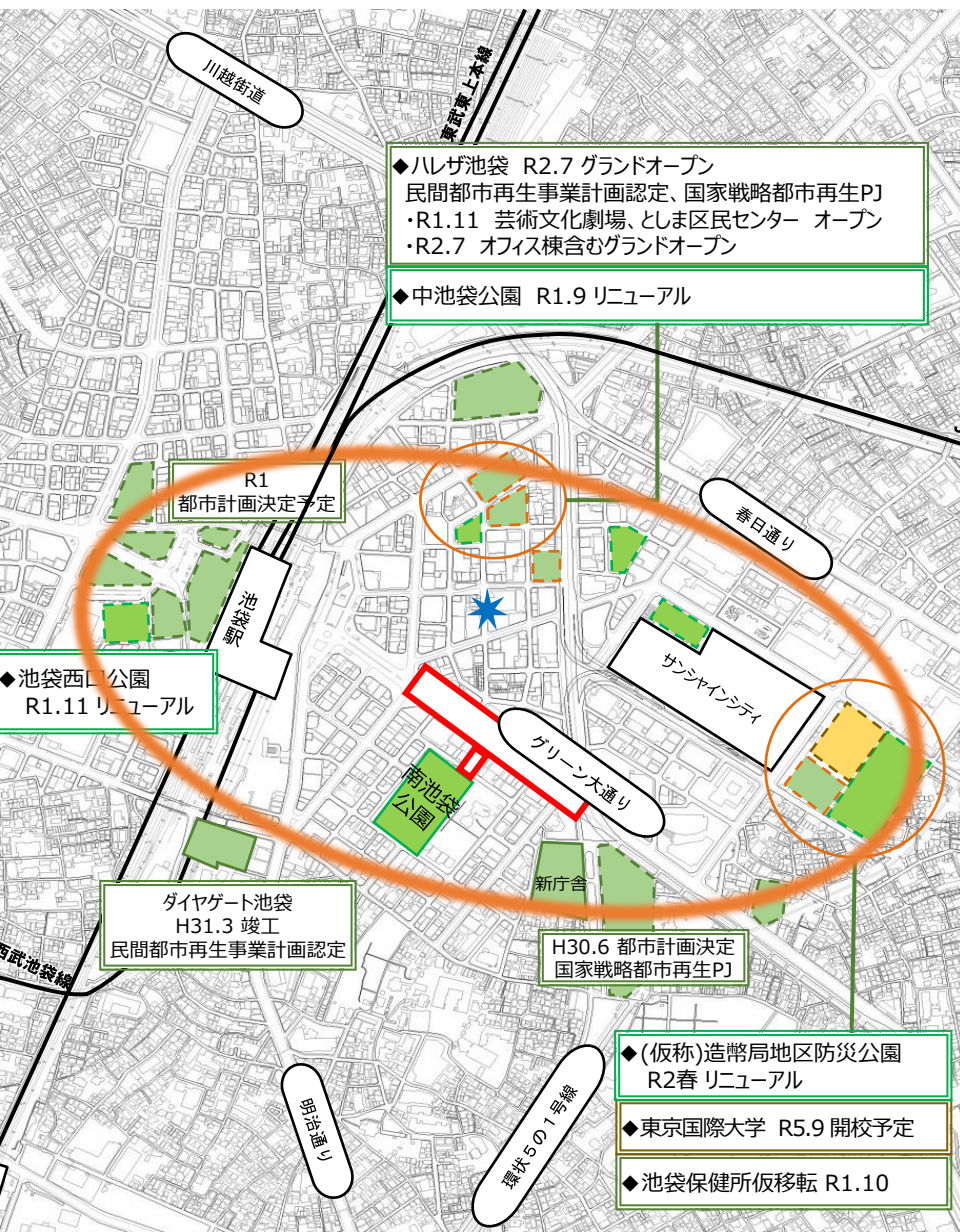 川越街道
東武東上本線
◆ハレザ池袋 R2.7 グランドオープン
民間都市再生事業計画認定、国家戦略都市再生PJ
・R1.11 芸術文化劇場、としま区民センター オープン
・R2.7 オフィス棟含むグランドオープン
◆中池袋公園 R1.9 リニューアル
R1
都市計画決定予定
春日通り
池袋駅
サンシャインシティ
◆池袋西口公園
R1.11 リニューアル
グリーン大通り
南池袋
公園
新庁舎
ダイヤゲート池袋
H31.3 竣工
民間都市再生事業計画認定
H30.6 都市計画決定
国家戦略都市再生PJ
西武池袋線
◆(仮称)造幣局地区防災公園
R2春 リニューアル
◆東京国際大学 R5.9 開校予定
◆池袋保健所仮移転 R1.10
明治通り
環状5の1号線